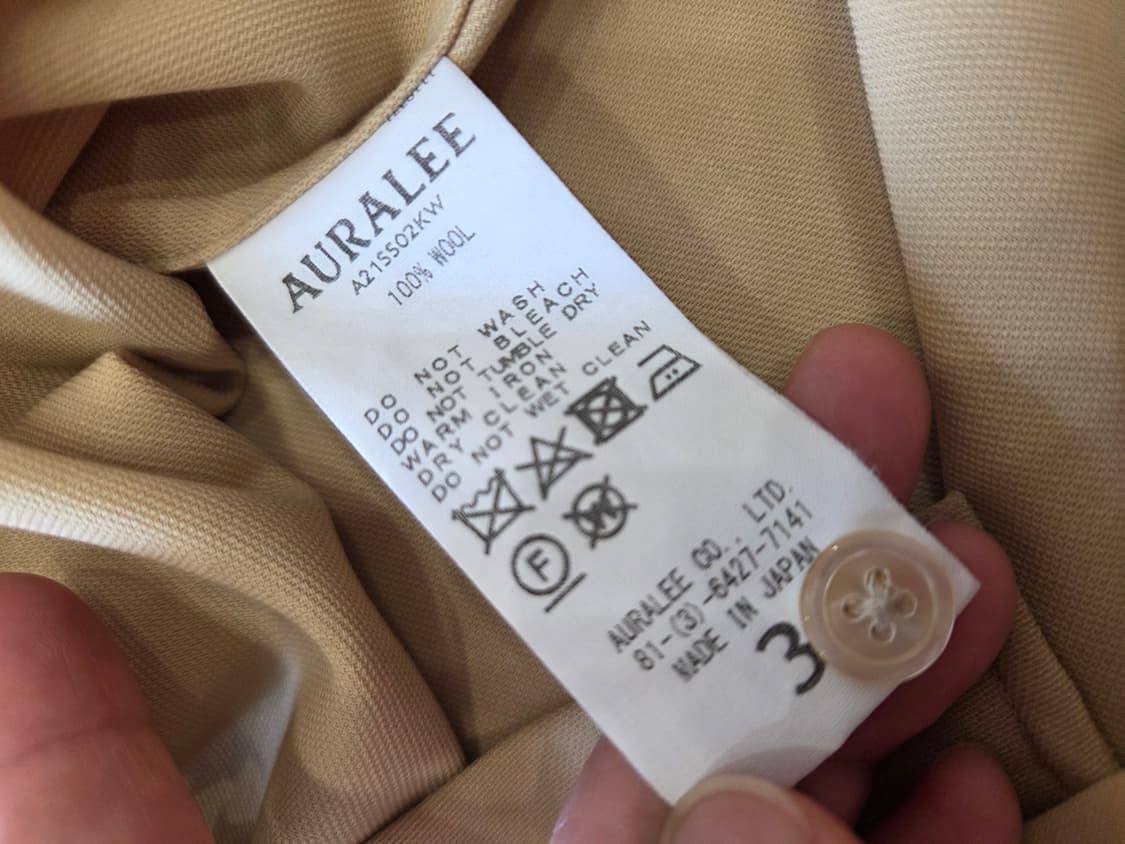 AURALEE
A21SS02KW
100% WOOL
DO NOT WASH
DO NOT BLEACH
DO NOT TUMBLE DRY
WARM IRON
DRY CLEAN
DO NOT WET CLEAN
F
W
AURALEE CO., LTD.
81-(3)-6427-7141
MADE IN JAPAN
3